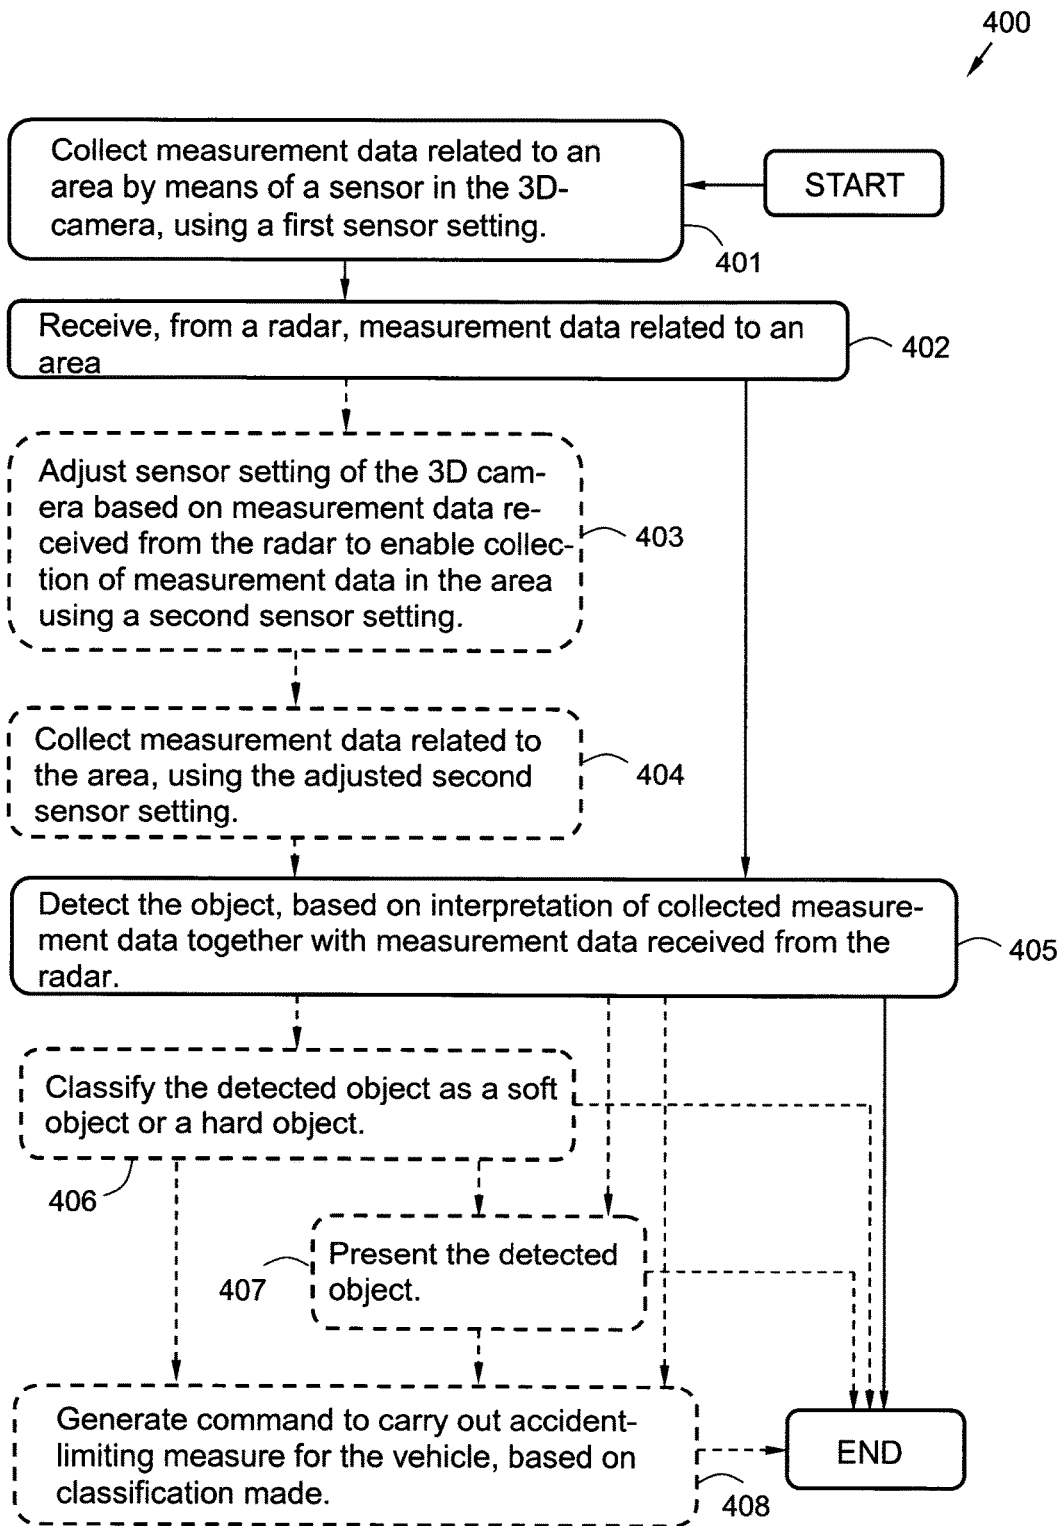 400
Collect measurement data related to an
area by means of a sensor in the 3D-
camera, using a first sensor setting.
START
401
Receive, from a radar, measurement data related to an
area
402
Adjust sensor setting of the 3D cam-
era based on measurement data re-
ceived from the radar to enable collec-
tion of measurement data in the area
using a second sensor setting.
403
Collect measurement data related to
the area, using the adjusted second
sensor setting.
404
Detect the object, based on interpretation of collected measure-
ment data together with measurement data received from the
radar.
405
Classify the detected object as a soft
object or a hard object.
406
Present the detected
object.
407
Generate command to carry out accident-
limiting measure for the vehicle, based on
classification made.
408
END